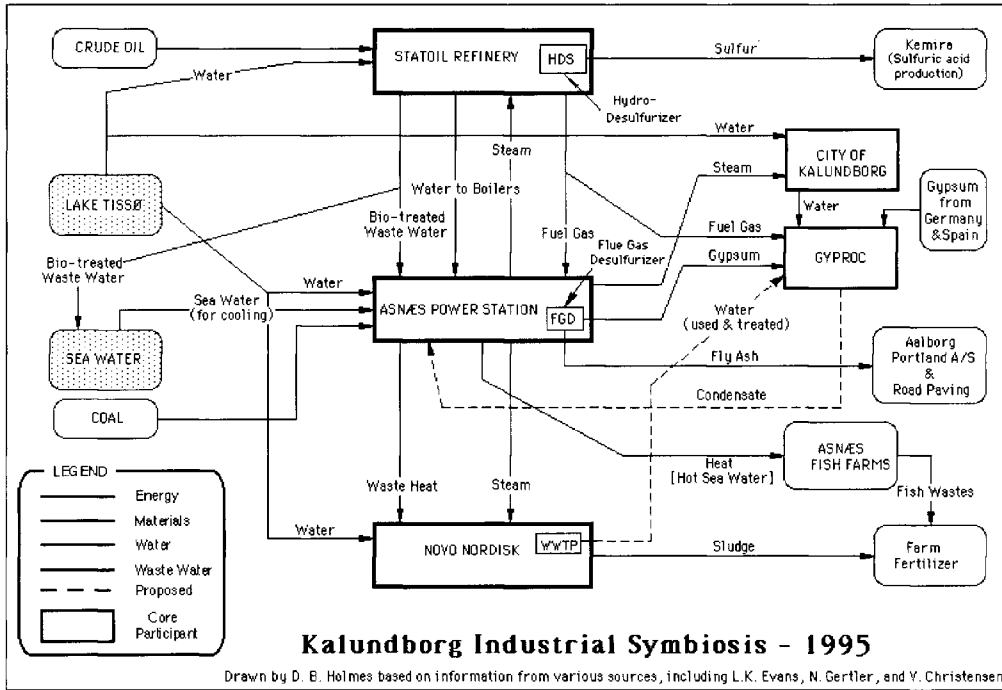 CRUDE OIL
STATOIL REFINERY
HDS
Sulfur
Kemira
(Sulfuric acid
production)
Water
Hydro-
Desulfurizer
Water
Steam
CITY OF
KALUNDBORG
Steam
LAKE TISSØ
Water to Boilers
Gypsum
from
Germany
&Spain
Water
Bio-treated
Waste Water
Fuel Gas
Flue Gas
Desulfurizer
Fuel Gas
GYPROC
Bio-treated
Waste Water
Water
Gypsum
Sea Water
(for cooling)
ASNÆS POWER STATION
FGD
Water
(used & treated)
SEA WATER
Fly Ash
Aalborg
Portland A/S
&
Road Paving
Condensate
COAL
ASNÆS
FISH FARMS
LEGEND
Energy
Materials
Water
Waste Water
Proposed
Core
Participant
Waste Heat
Steam
Heat
[Hot Sea Water]
Fish Wastes
Water
NOVO NORDISK
WWTP
Sludge
Farm
Fertilizer
Kalundborg Industrial Symbiosis - 1995
Drawn by D. B. Holmes based on information from various sources, including L.K. Evans, N. Gertler, and V. Christensen